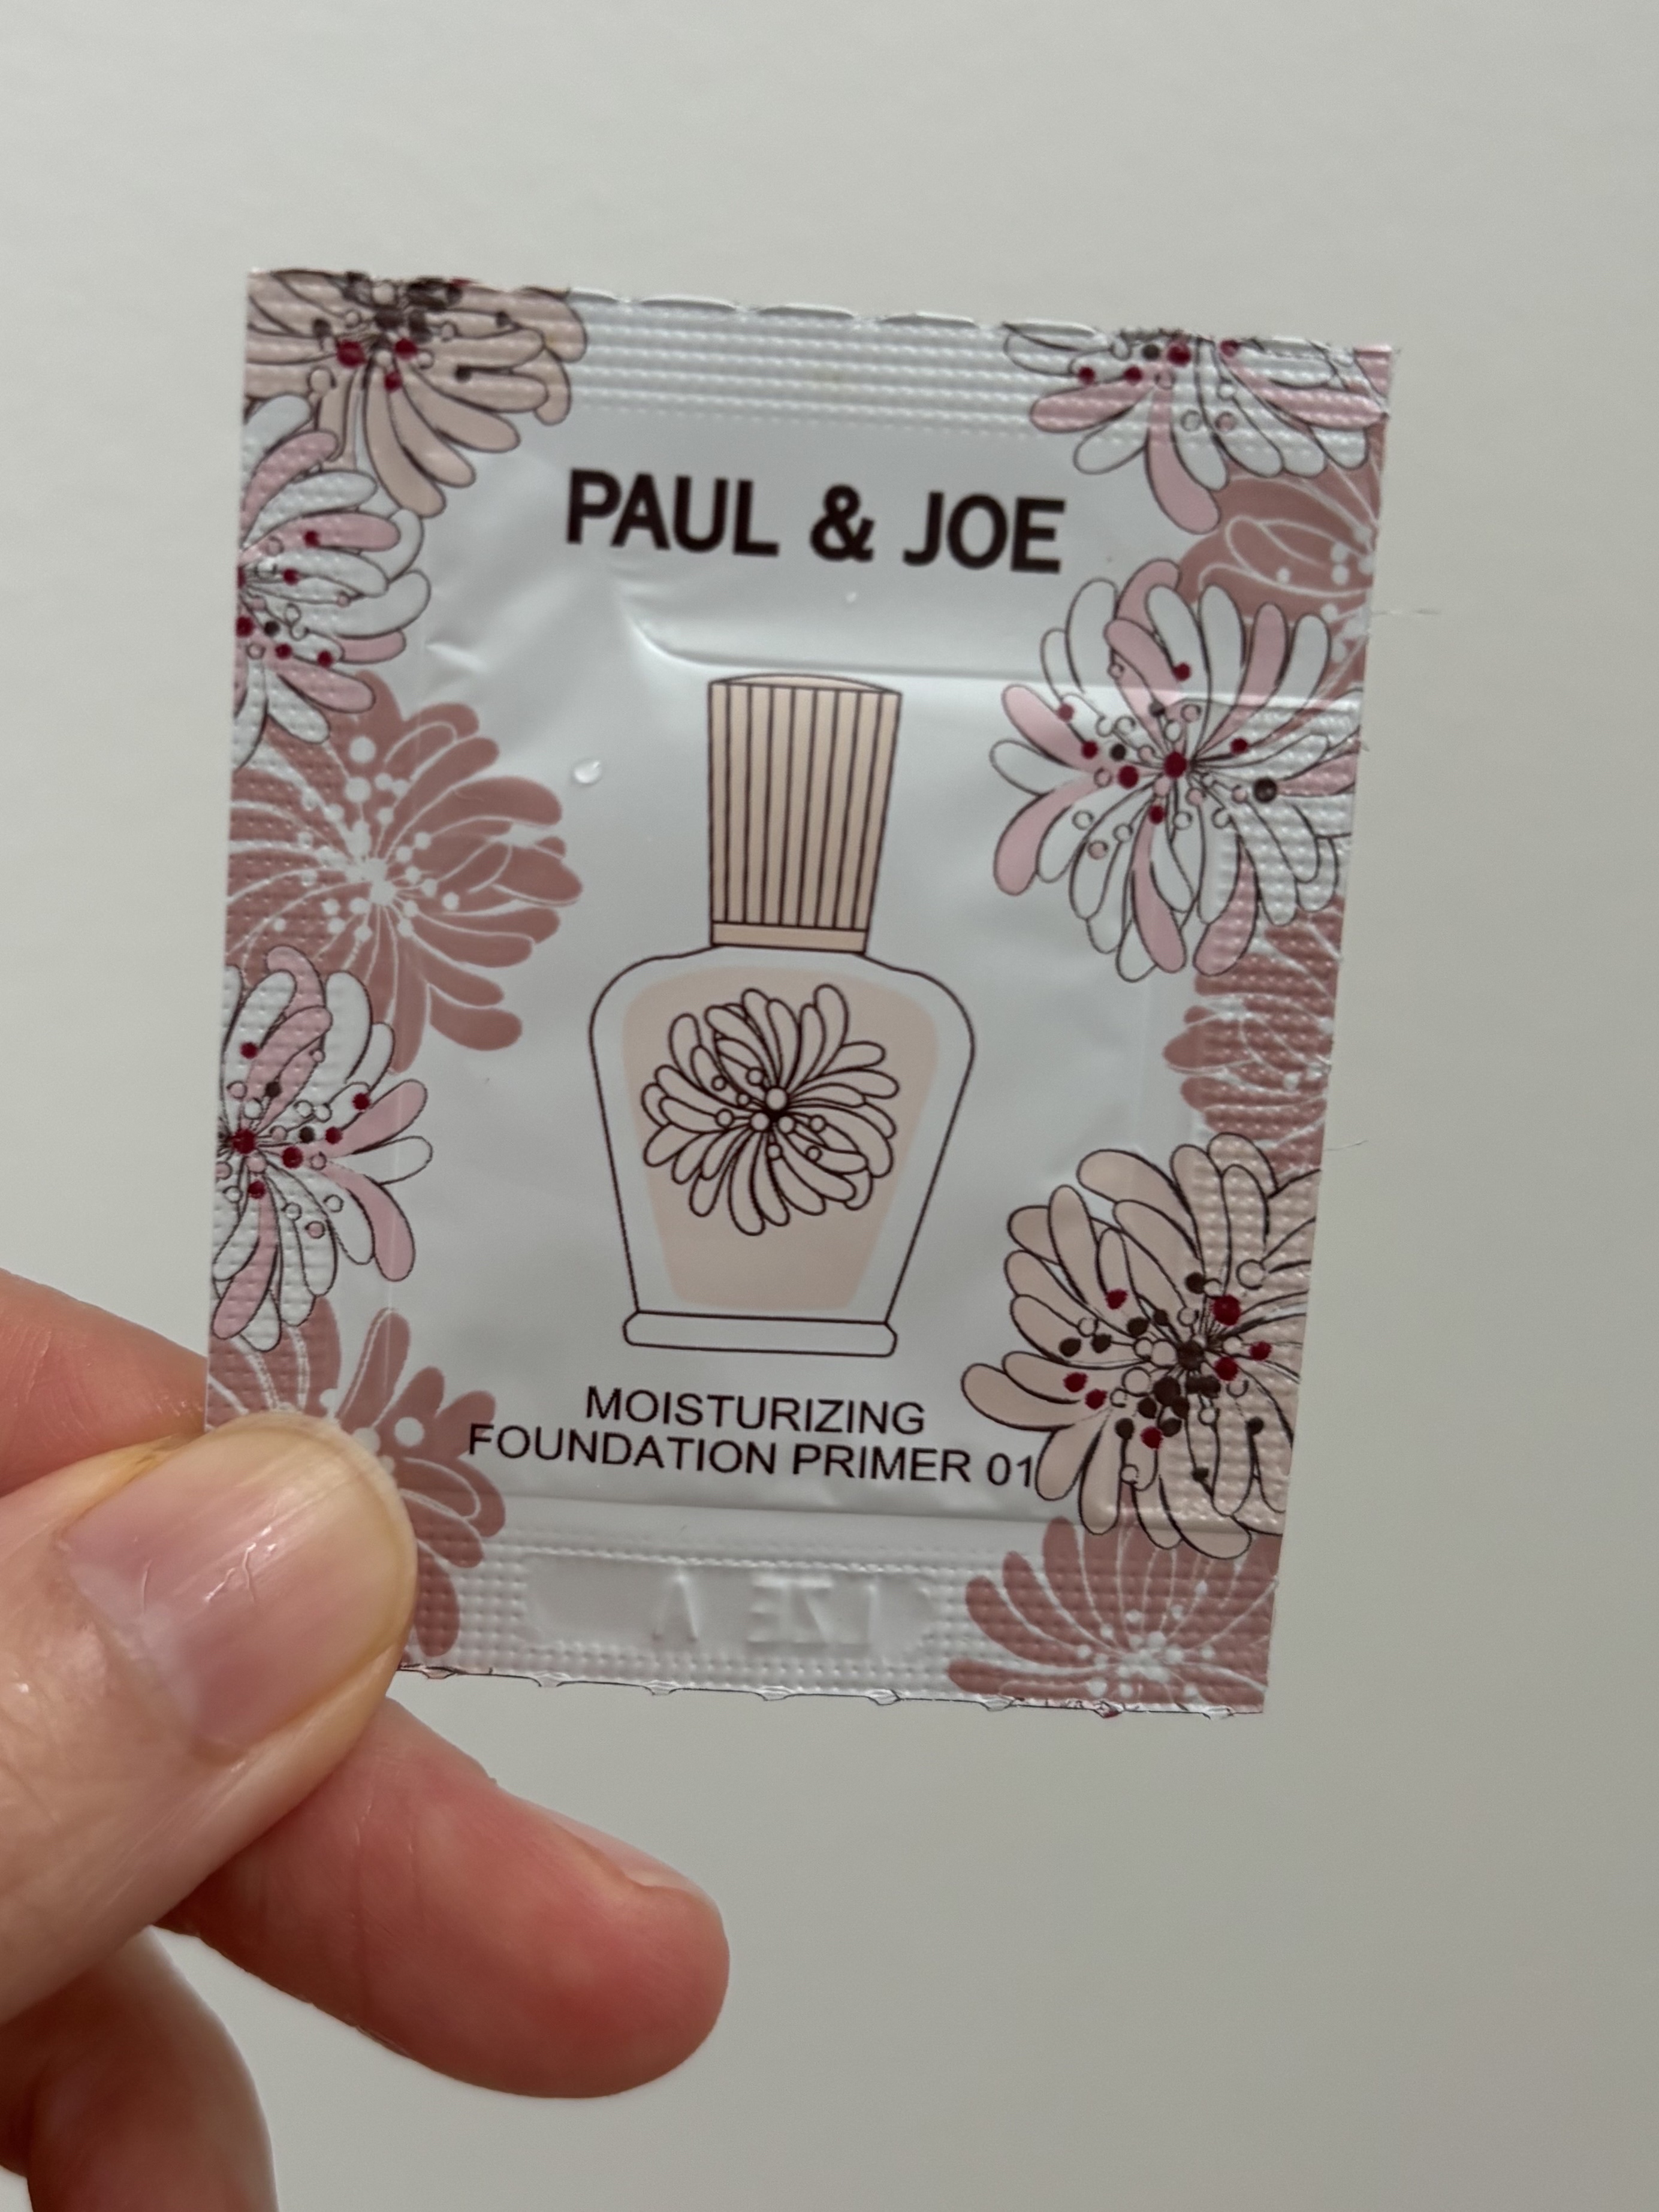 PAUL & JOE
MOISTURIZING
FOUNDATION PRIMER 01